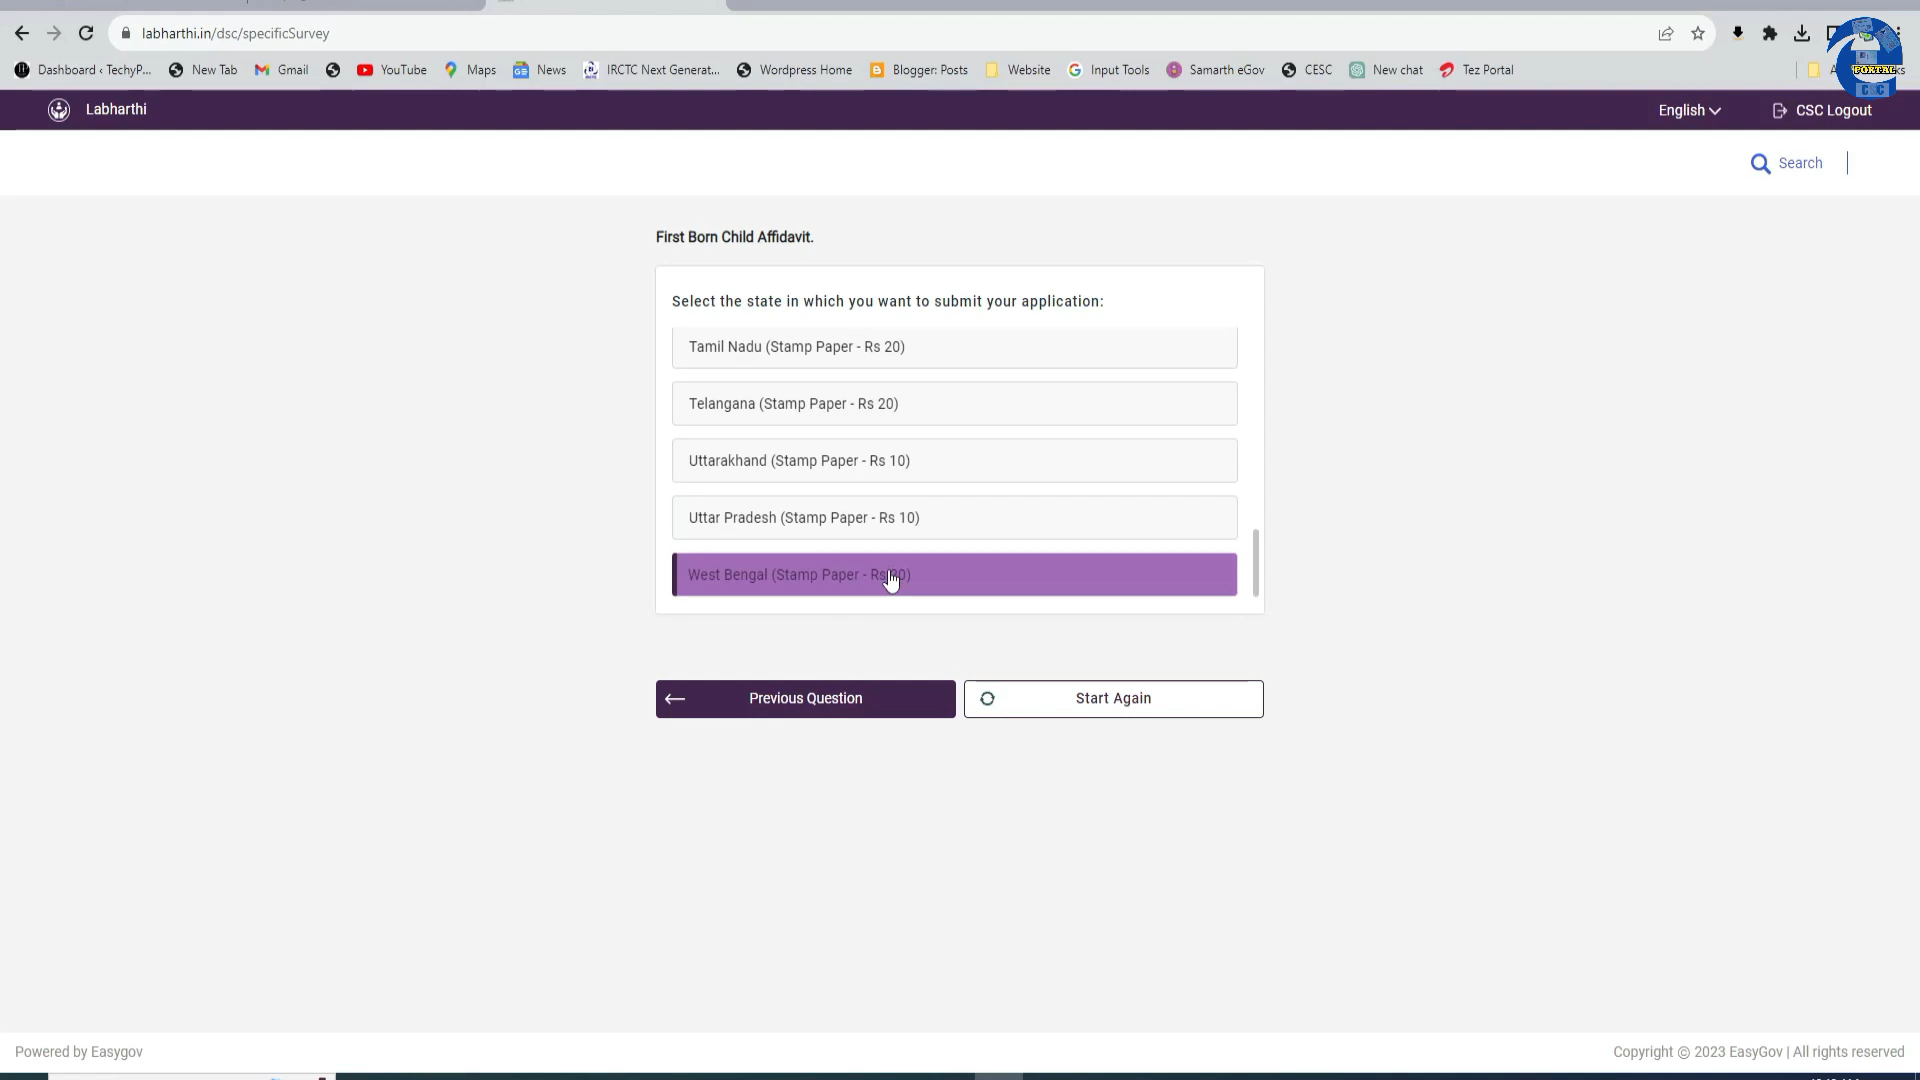 labharthi.in/dsc/specificSurvey
Dashboard ‹ TechyP... New Tab Gmail YouTube Maps News IRCTC Next Generat... Wordpress Home Blogger: Posts Website Input Tools Samarth eGov CESC New chat Tez Portal
PORTAL
CSC
Labharthi English CSC Logout
Search
First Born Child Affidavit.
Select the state in which you want to submit your application:
Tamil Nadu (Stamp Paper - Rs 20)
Telangana (Stamp Paper - Rs 20)
Uttarakhand (Stamp Paper - Rs 10)
Uttar Pradesh (Stamp Paper - Rs 10)
West Bengal (Stamp Paper - Rs
Previous Question Start Again
Powered by Easygov Copyright © 2023 EasyGov | All rights reserved